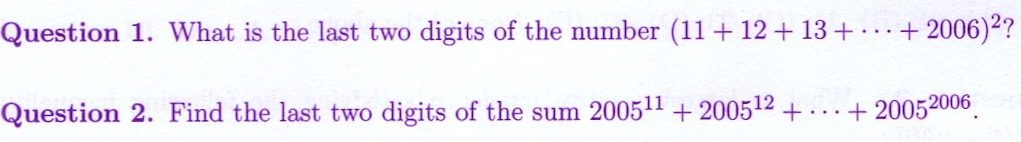 Question 1. What is the last two digits of the number (11 + 12 + 13 + ··· + 2006)²?
Question 2. Find the last two digits of the sum 2005¹¹ + 2005¹² + ··· + 2005²⁰⁰⁶.